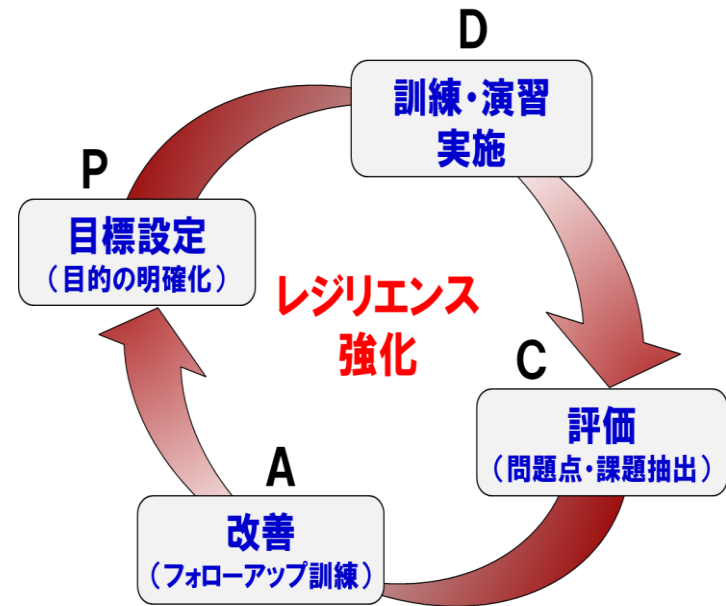 P
目標設定
（目的の明確化）
D
訓練・演習
実施
C
評価
（問題点・課題抽出）
A
改善
（フォローアップ訓練）
レジリエンス
強化